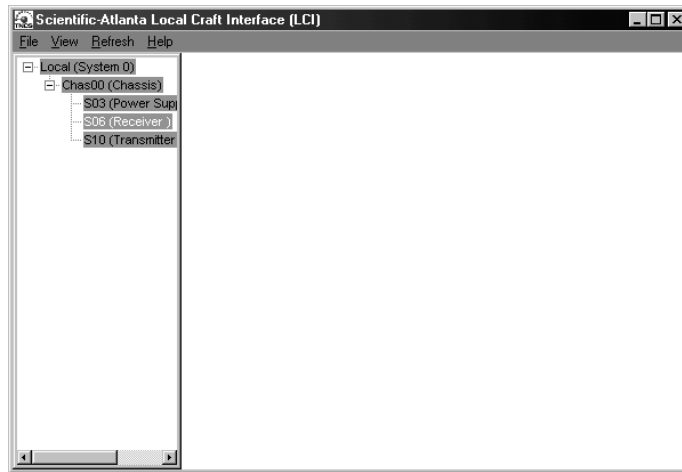 Scientific-Atlanta Local Craft Interface (LCI)
File View Refresh Help
Local (System 0)
Chas00 (Chassis)
S03 (Power Supp
S06 (Receiver )
S10 (Transmitter